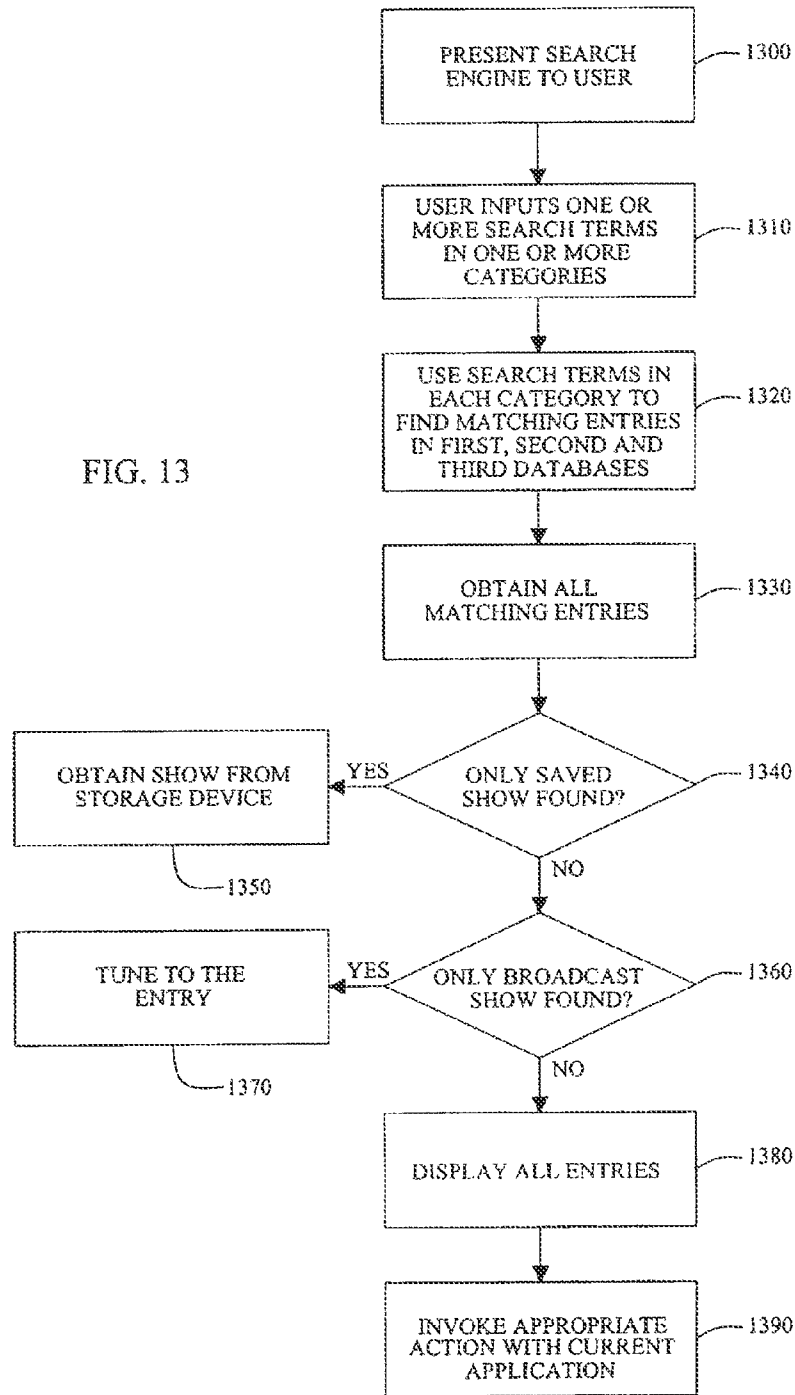 PRESENT SEARCH
ENGINE TO USER
1300
USER INPUTS ONE OR
MORE SEARCH TERMS
IN ONE OR MORE
CATEGORIES
1310
USE SEARCH TERMS IN
EACH CATEGORY TO
FIND MATCHING ENTRIES
IN FIRST, SECOND AND
THIRD DATABASES
1320
FIG. 13
OBTAIN ALL
MATCHING ENTRIES
1330
ONLY SAVED
SHOW FOUND?
1340
YES
OBTAIN SHOW FROM
STORAGE DEVICE
1350
NO
ONLY BROADCAST
SHOW FOUND?
1360
YES
TUNE TO THE
ENTRY
1370
NO
DISPLAY ALL ENTRIES
1380
INVOKE APPROPRIATE
ACTION WITH CURRENT
APPLICATION
1390